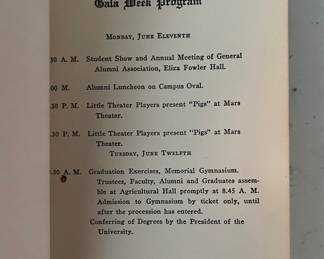 Gala Week Program
Monday, June Eleventh
30 A. M. Student Show and Annual Meeting of General
Alumni Association, Eliza Fowler Hall.
00 M. Alumni Luncheon on Campus Oval.
30 P. M. Little Theater Players present "Pigs" at Mars
Theater.
.30 P. M. Little Theater Players present "Pigs" at Mars
Theater.
Tuesday, June Twelfth
.30 A. M. Graduation Exercises, Memorial Gymnasium.
Trustees, Faculty, Alumni and Graduates assem-
ble at Agricultural Hall promptly at 8.45 A. M.
Admission to Gymnasium by ticket only, until
after the procession has entered.
Conferring of Degrees by the President of the
University.